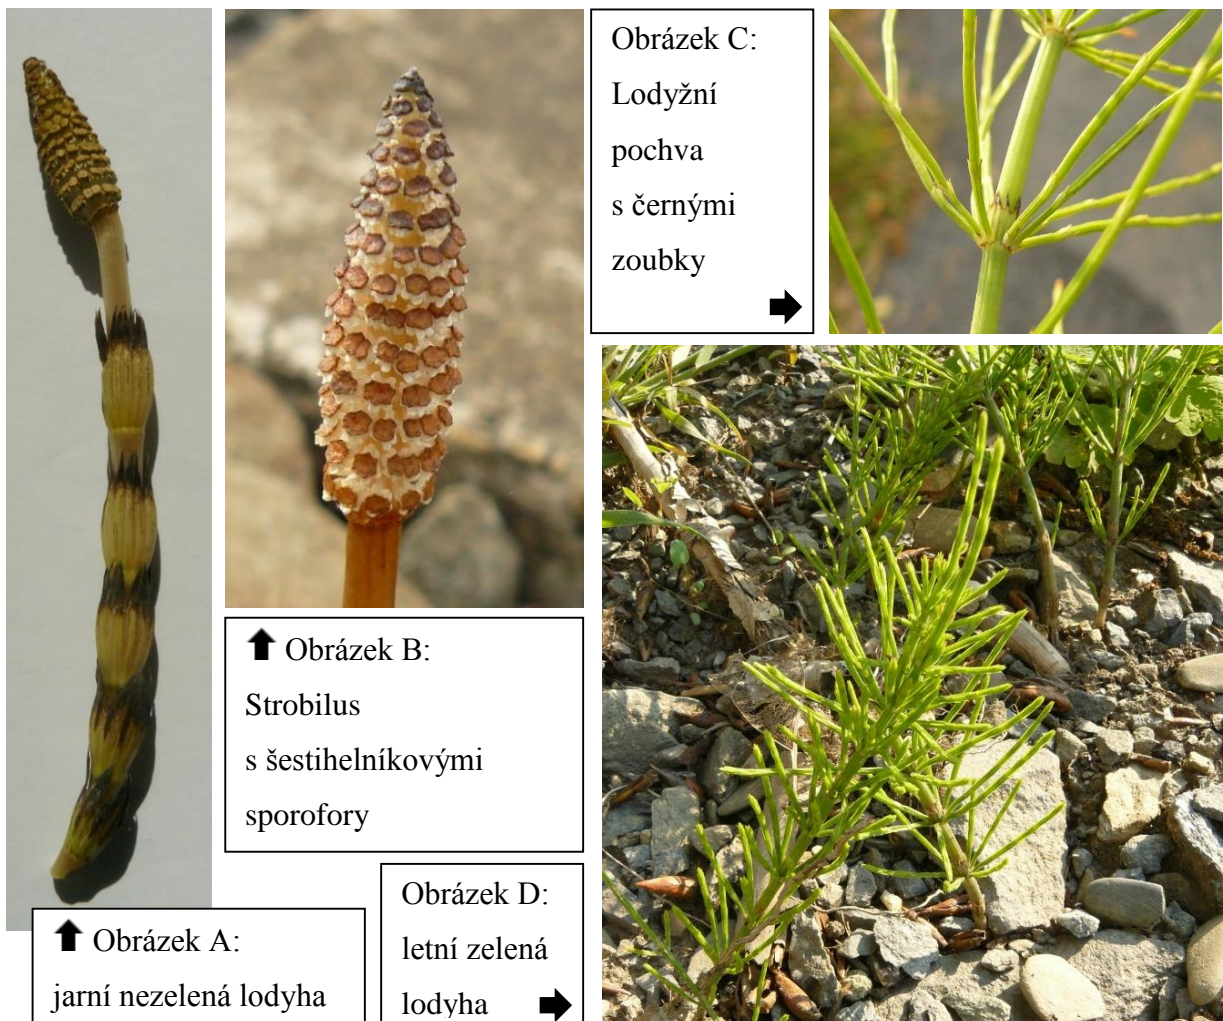 Obrázek C:
Lodyžní
pochva
s černými
zoubky
Obrázek B:
Strobilus
s šestihelníkovými
sporofory
Obrázek A:
jarní nezelená lodyha
Obrázek D:
letní zelená
lodyha